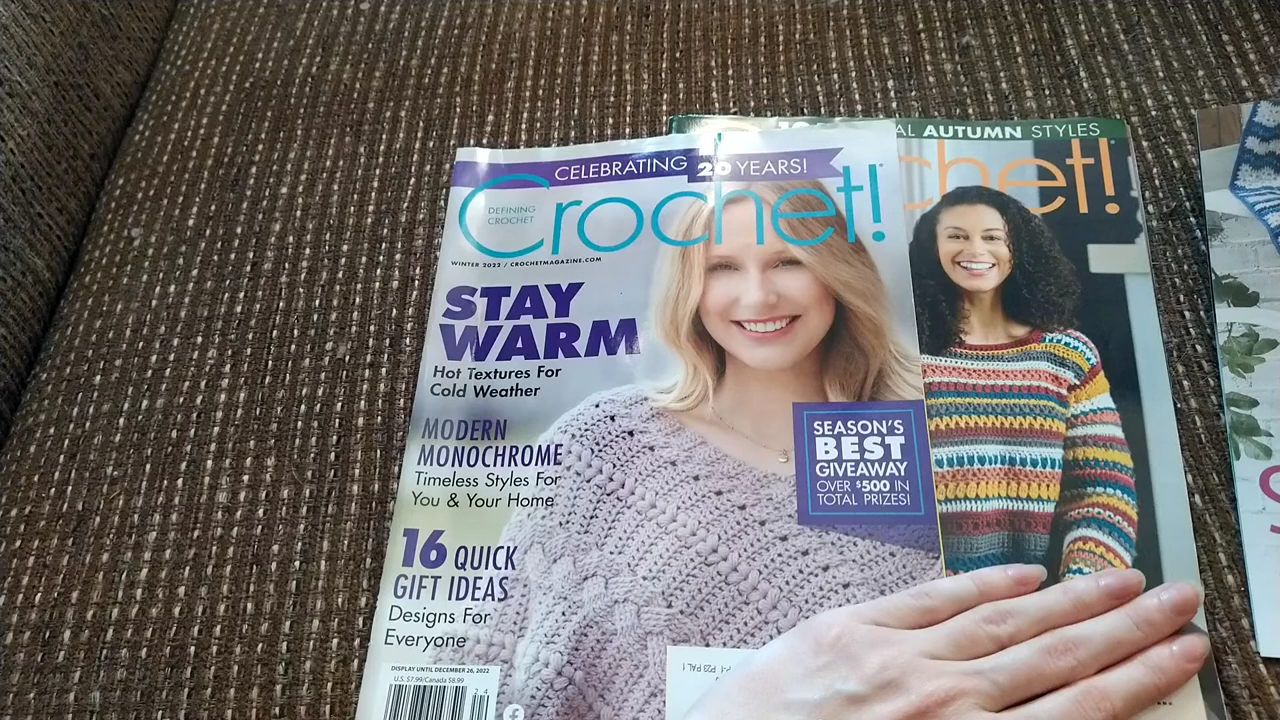 CELEBRATING 20 YEARS!
DEFINING
CROCHET
Crochet!
WINTER 2022 / CROCHETMAGAZINE.COM
STAY
WARM
Hot Textures For
Cold Weather
MODERN
MONOCHROME
Timeless Styles For
You & Your Home
16 QUICK
GIFT IDEAS
Designs For
Everyone
SEASON'S
BEST
GIVEAWAY
OVER $500 IN
TOTAL PRIZES!
DISPLAY UNTIL DECEMBER 26, 2022
U.S. $7.99/Canada $8.99
AL AUTUMN STYLES
chet!